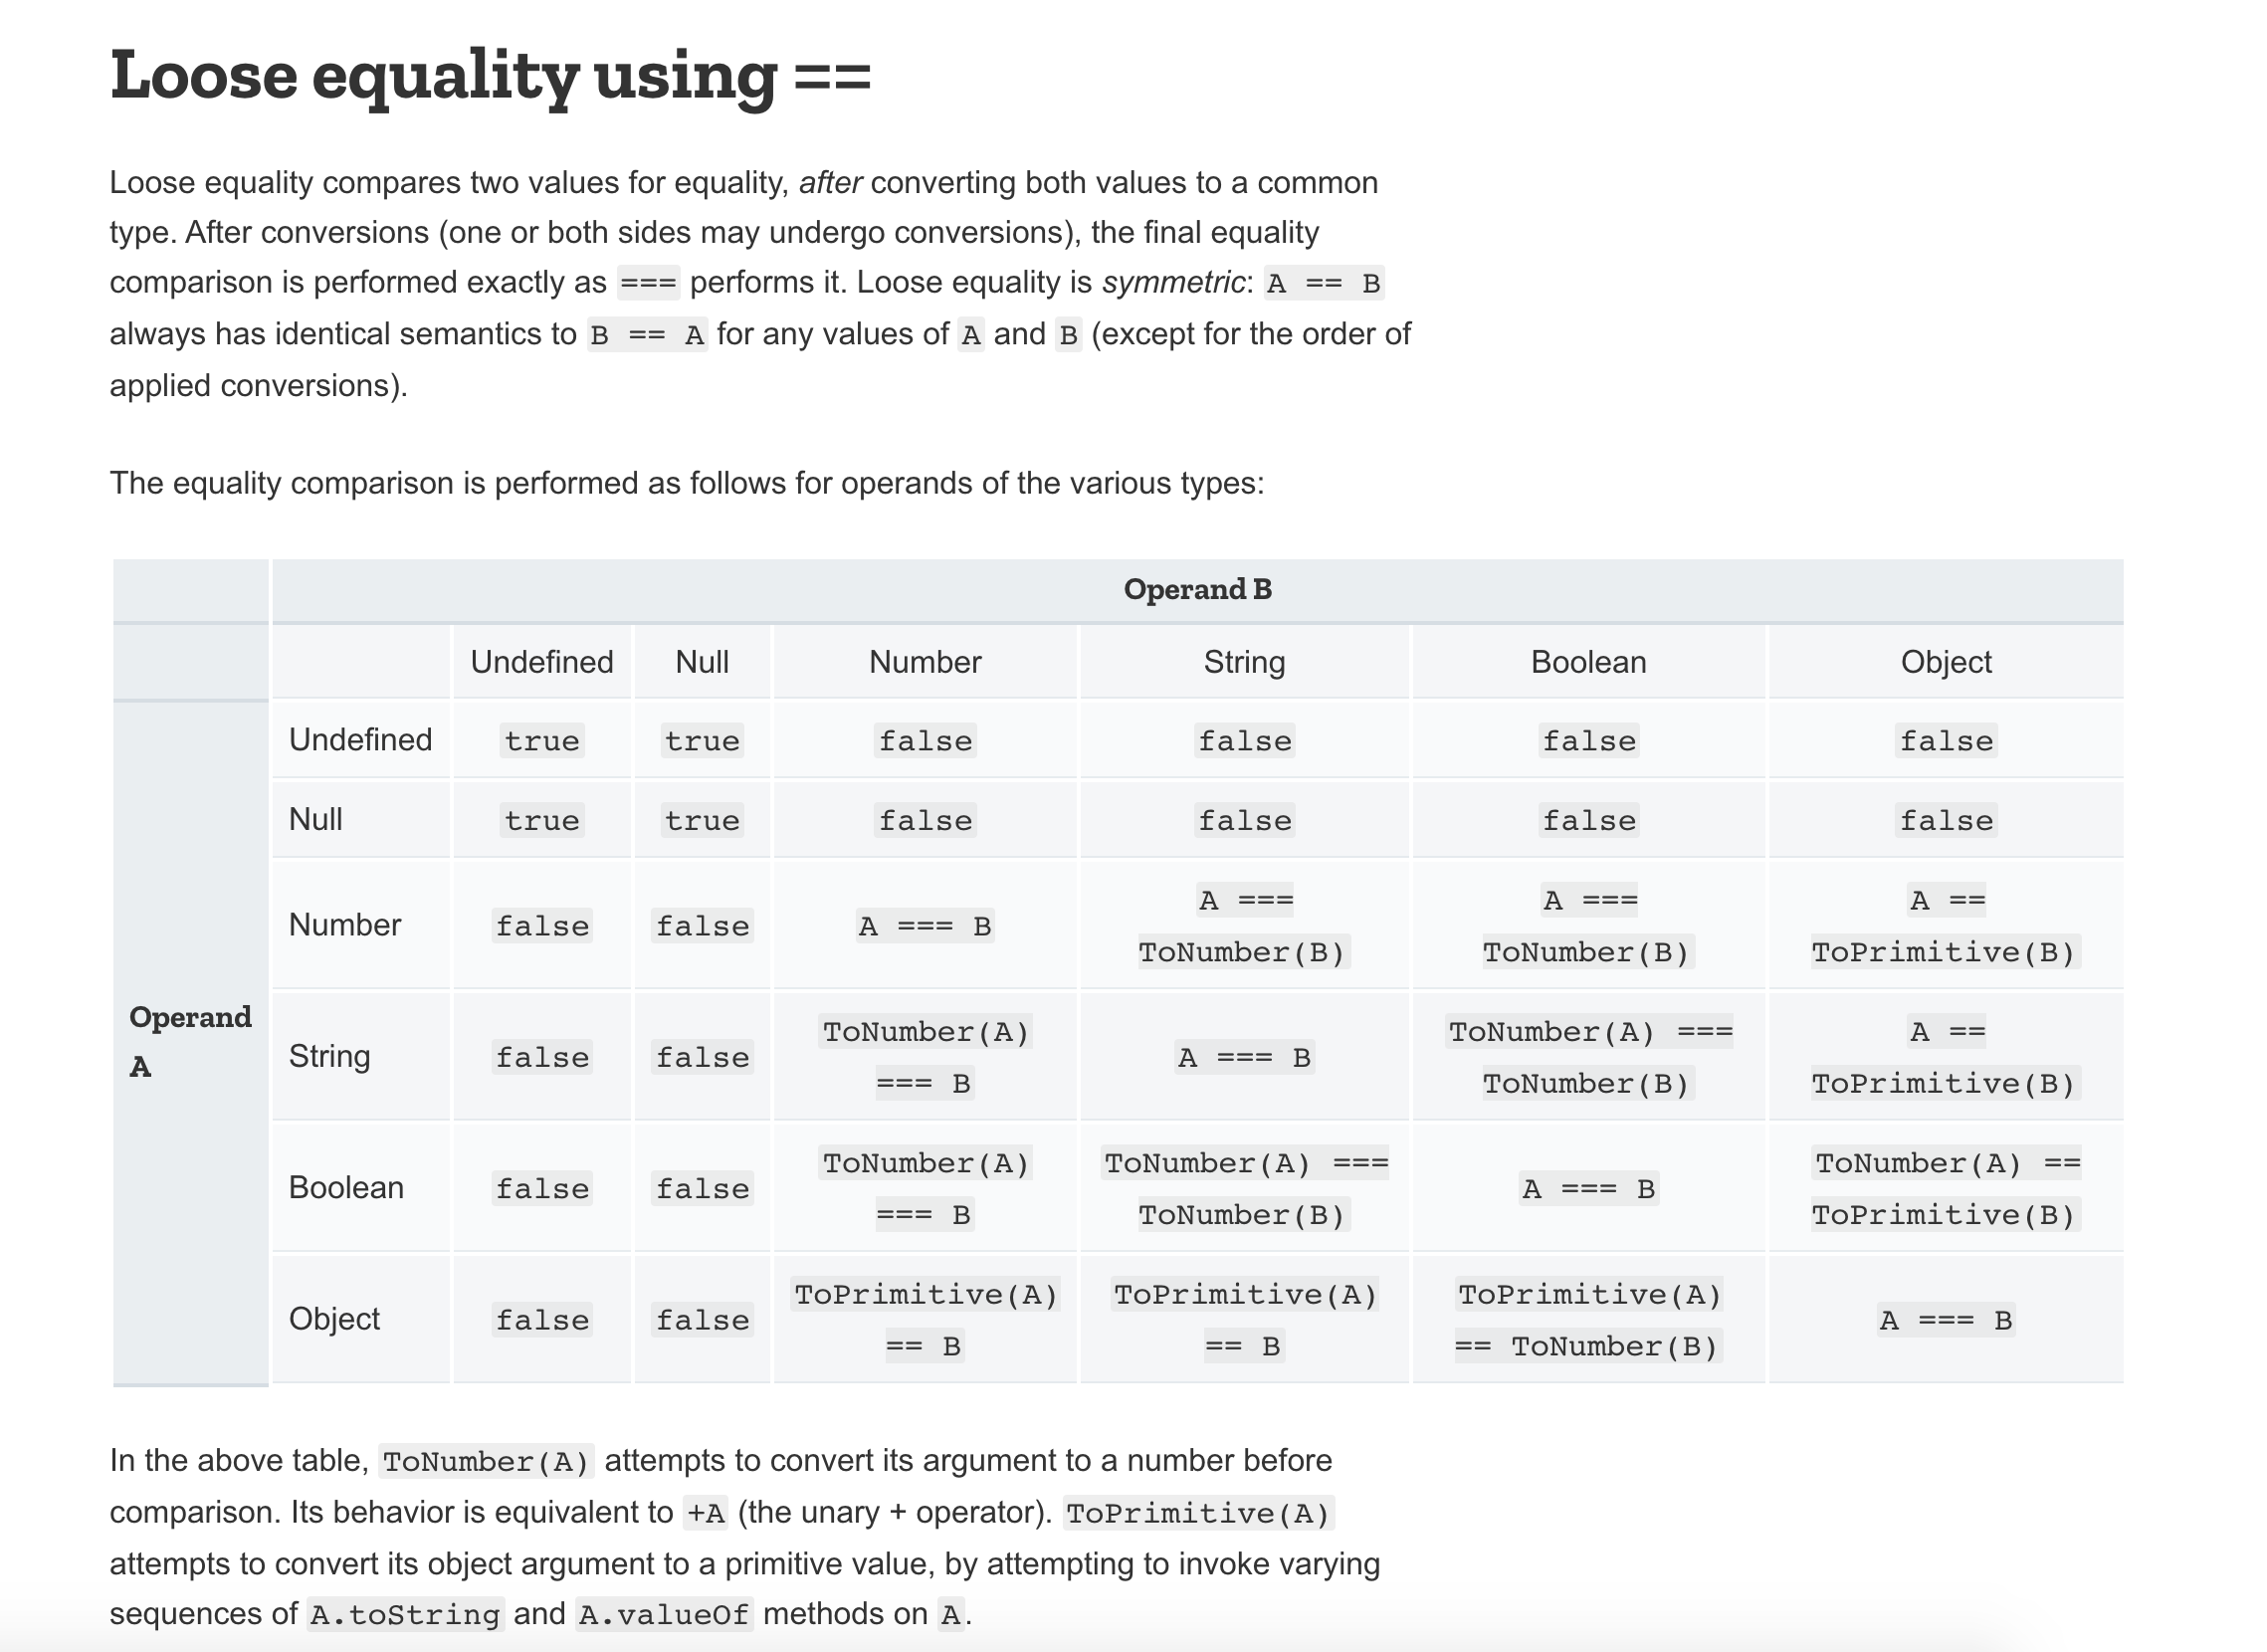 Loose equality using ==
Loose equality compares two values for equality, after converting both values to a common
type. After conversions (one or both sides may undergo conversions), the final equality
comparison is performed exactly as === performs it. Loose equality is symmetric: A == B
always has identical semantics to B == A for any values of A and B (except for the order of
applied conversions).
The equality comparison is performed as follows for operands of the various types:
Operand B
Undefined Null Number String Boolean Object
Operand A
Undefined true true false false false false
Null true true false false false false
Number false false A === B A === ToNumber(B) A === ToNumber(B) A == ToPrimitive(B)
String false false ToNumber(A) === B A === B ToNumber(A) === ToNumber(B) A == ToPrimitive(B)
Boolean false false ToNumber(A) === B ToNumber(A) === ToNumber(B) A === B ToNumber(A) == ToPrimitive(B)
Object false false ToPrimitive(A) == B ToPrimitive(A) == B ToPrimitive(A) == ToNumber(B) A === B
In the above table, ToNumber(A) attempts to convert its argument to a number before
comparison. Its behavior is equivalent to +A (the unary + operator). ToPrimitive(A)
attempts to convert its object argument to a primitive value, by attempting to invoke varying
sequences of A.toString and A.valueOf methods on A.